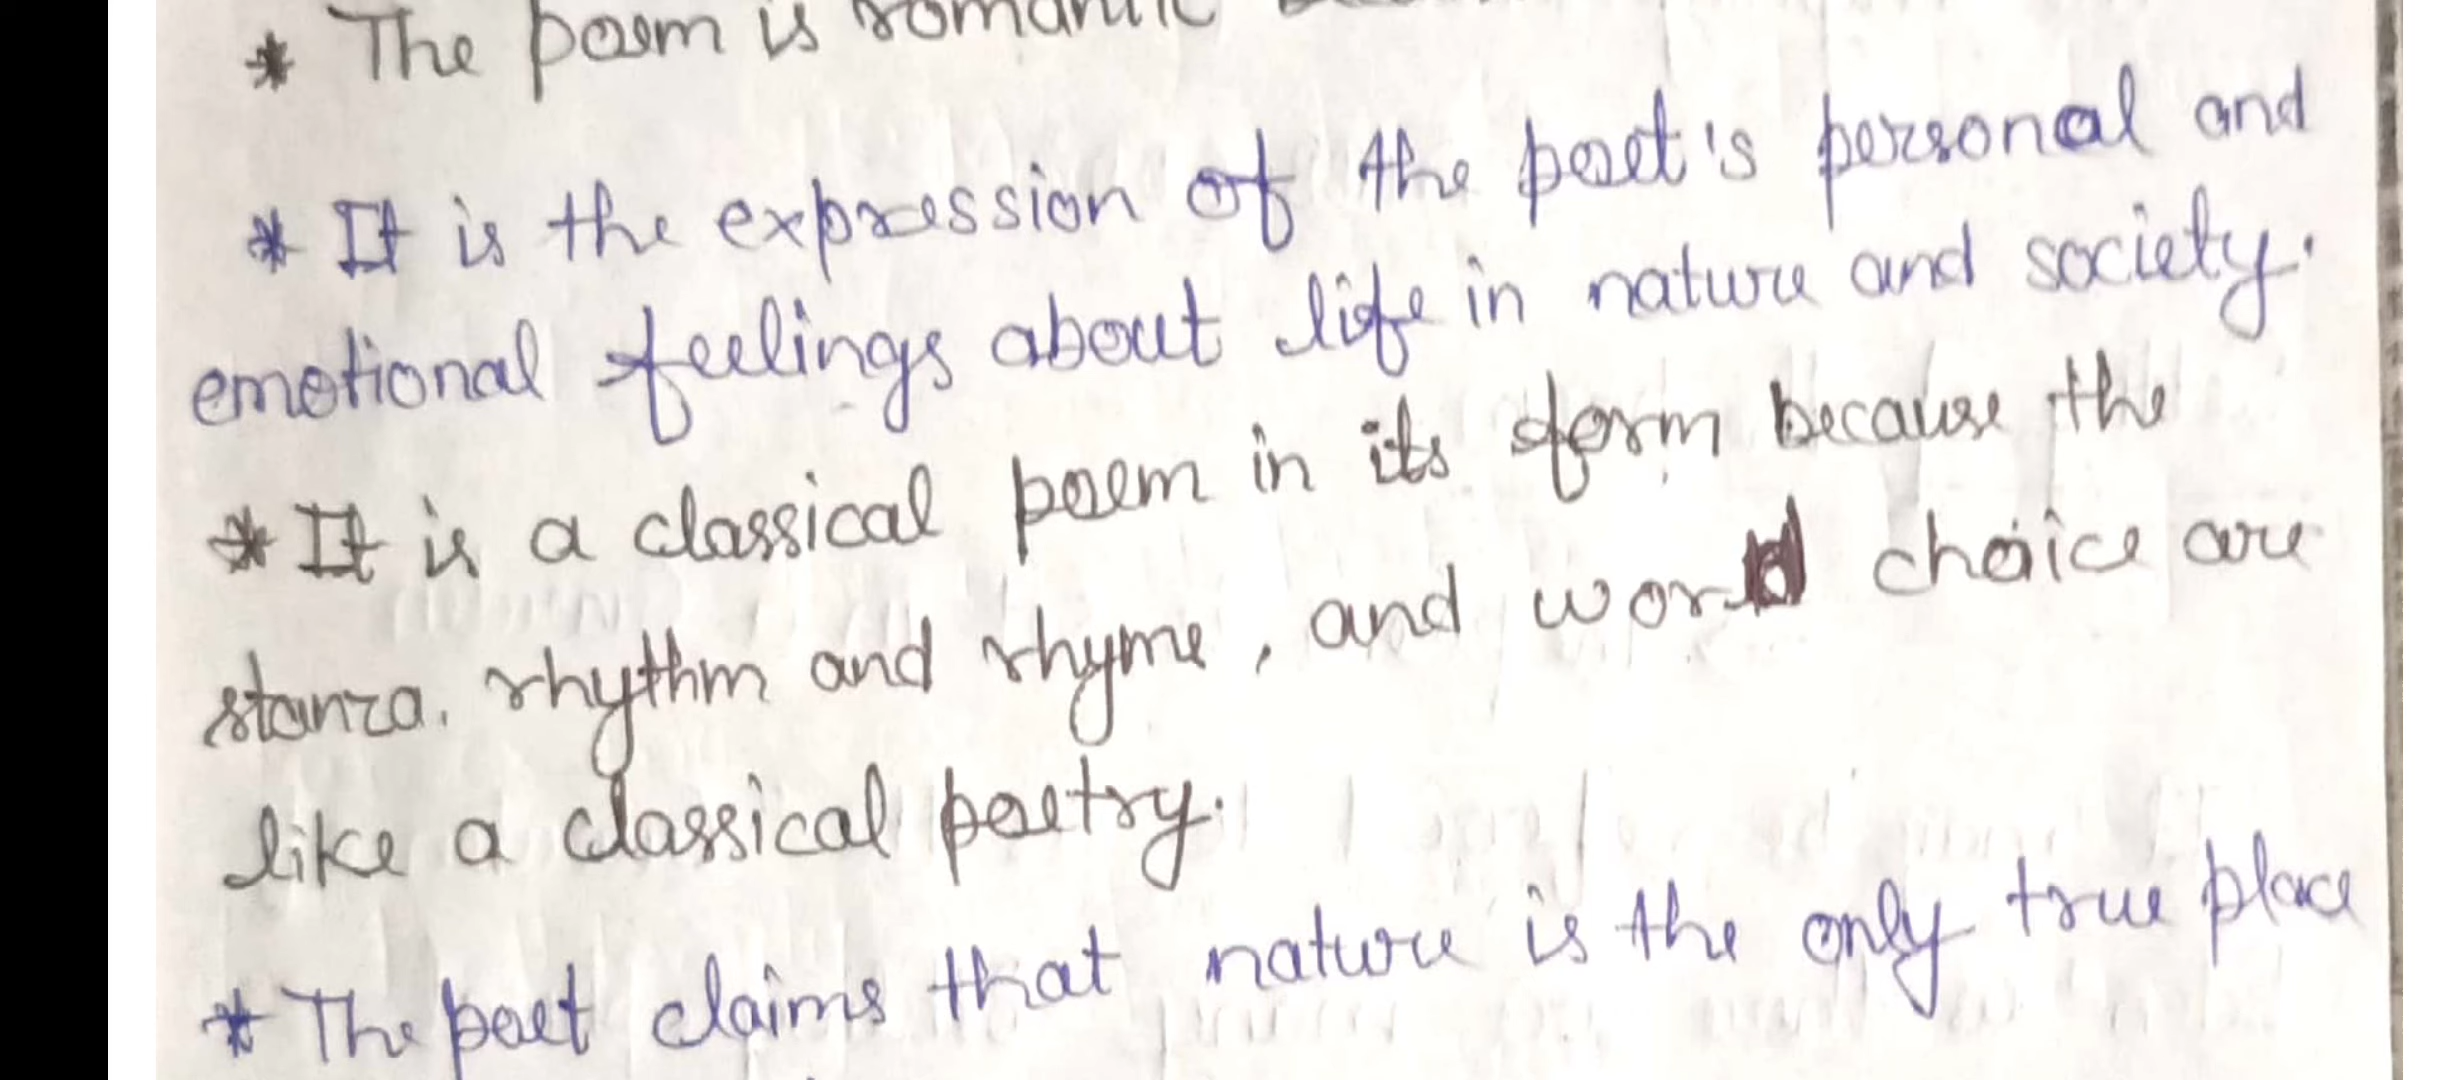 * The poem is romantic
* It is the expression of the poet's personal and
emotional feelings about life in nature and society.
* It is a classical poem in its form because the
stanza. rhythm and rhyme, and word choice are
like a classical poetry.
* The poet claims that nature is the only true place